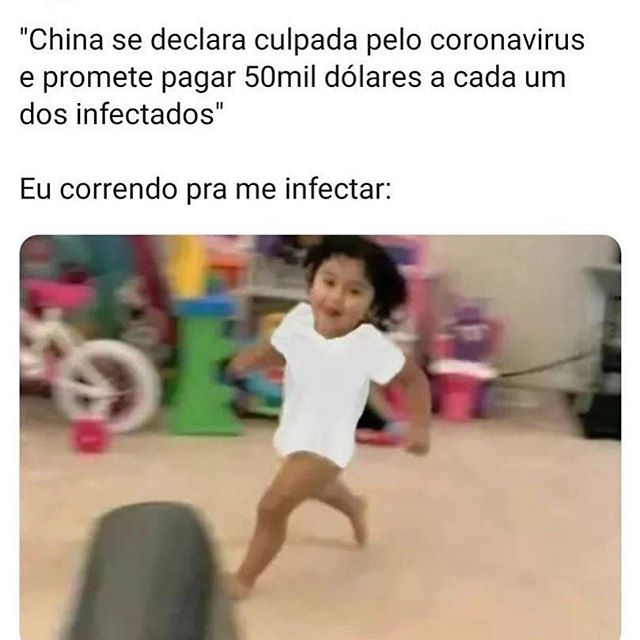 "China se declara culpada pelo coronavirus
e promete pagar 50mil dólares a cada um
dos infectados"
Eu correndo pra me infectar: